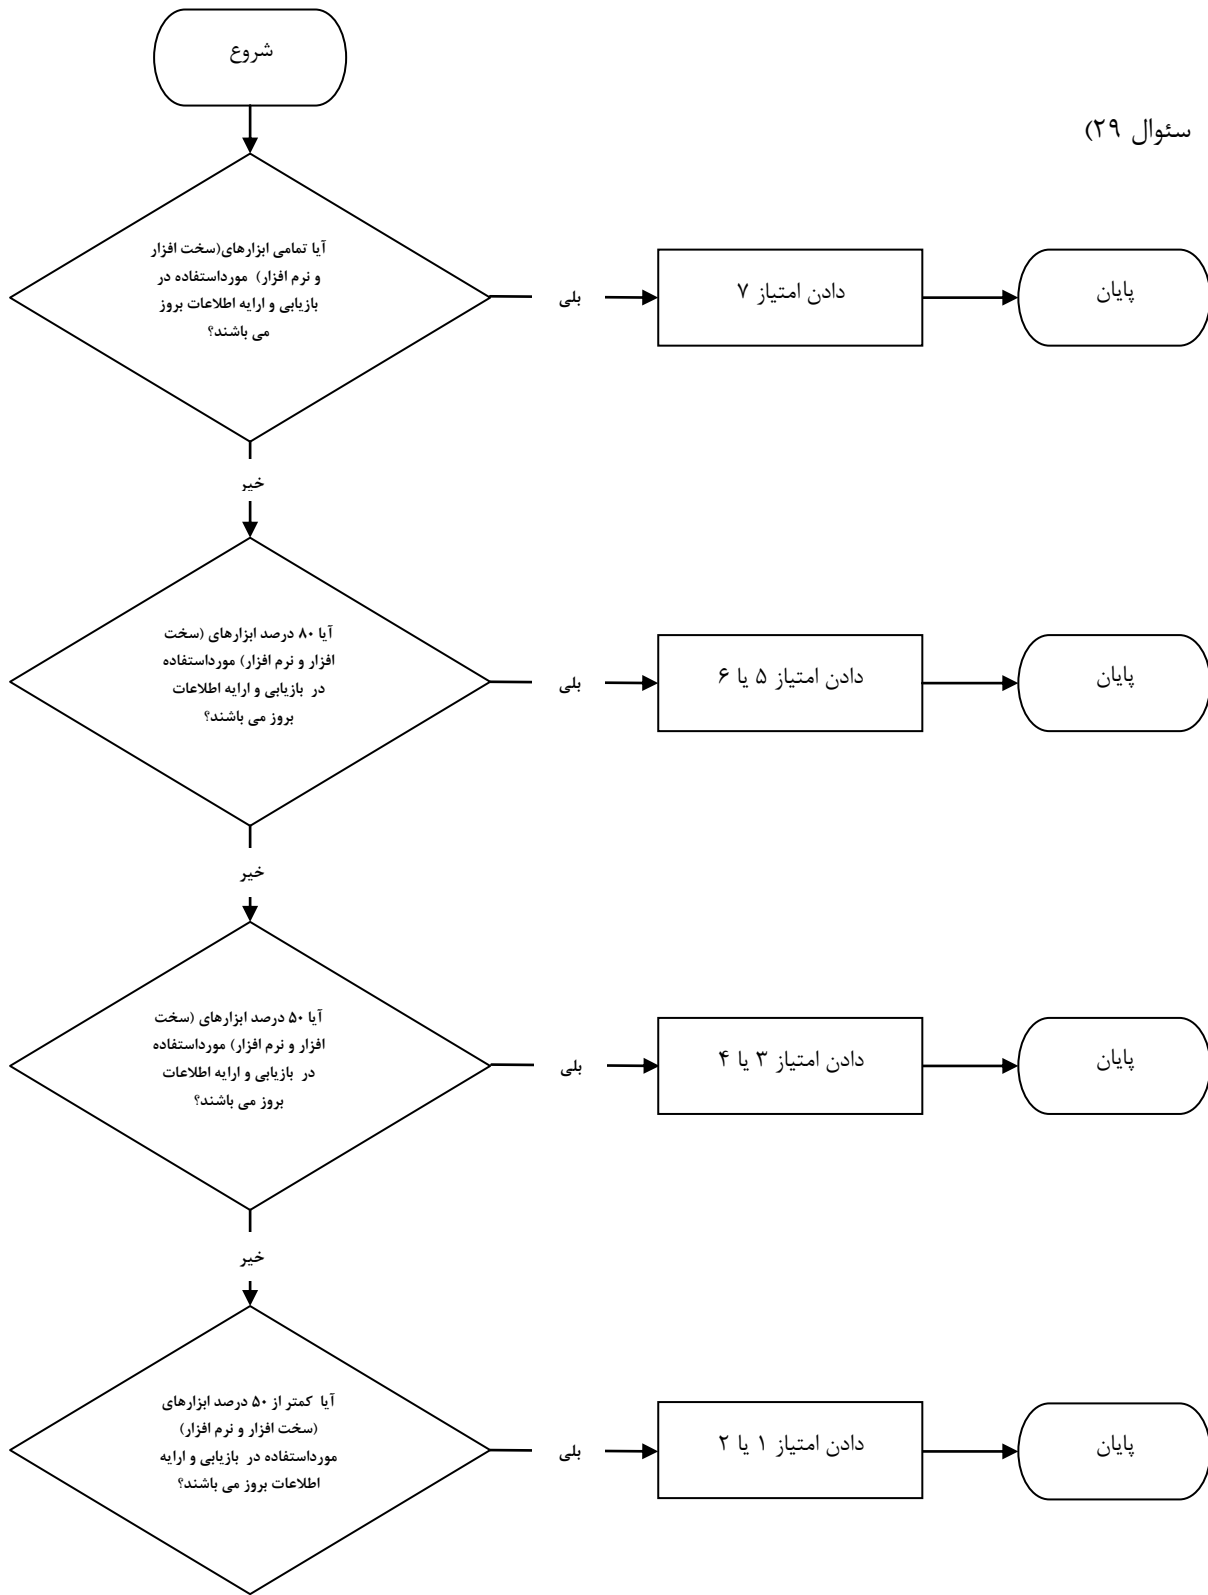 شروع
سئوال ۲۹)
آیا تمامی ابزارهای(سخت افزار
و نرم افزار) مورداستفاده در
بازیابی و ارایه اطلاعات بروز
می باشند؟
بلی
دادن امتیاز ۷
پایان
خیر
آیا ۸۰ درصد ابزارهای (سخت
افزار و نرم افزار) مورداستفاده
در بازیابی و ارایه اطلاعات
بروز می باشند؟
بلی
دادن امتیاز ۵ یا ۶
پایان
خیر
آیا ۵۰ درصد ابزارهای (سخت
افزار و نرم افزار) مورداستفاده
در بازیابی و ارایه اطلاعات
بروز می باشند؟
بلی
دادن امتیاز ۳ یا ۴
پایان
خیر
آیا کمتر از ۵۰ درصد ابزارهای
(سخت افزار و نرم افزار)
مورداستفاده در بازیابی و ارایه
اطلاعات بروز می باشند؟
بلی
دادن امتیاز ۱ یا ۲
پایان